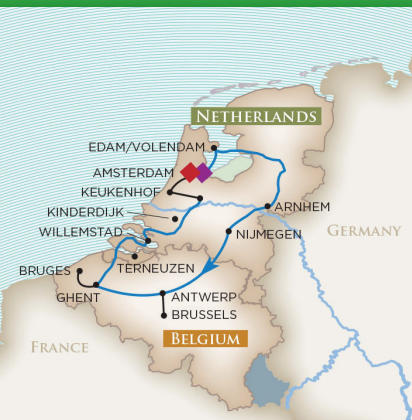 NETHERLANDS
EDAM/VOLENDAM
AMSTERDAM
KEUKENHOF
KINDERDIJK
ARNHEM
WILLEMSTAD
NIJMEGEN
GERMANY
BRUGES
TERNEUZEN
GHENT
ANTWERP
BRUSSELS
BELGIUM
FRANCE